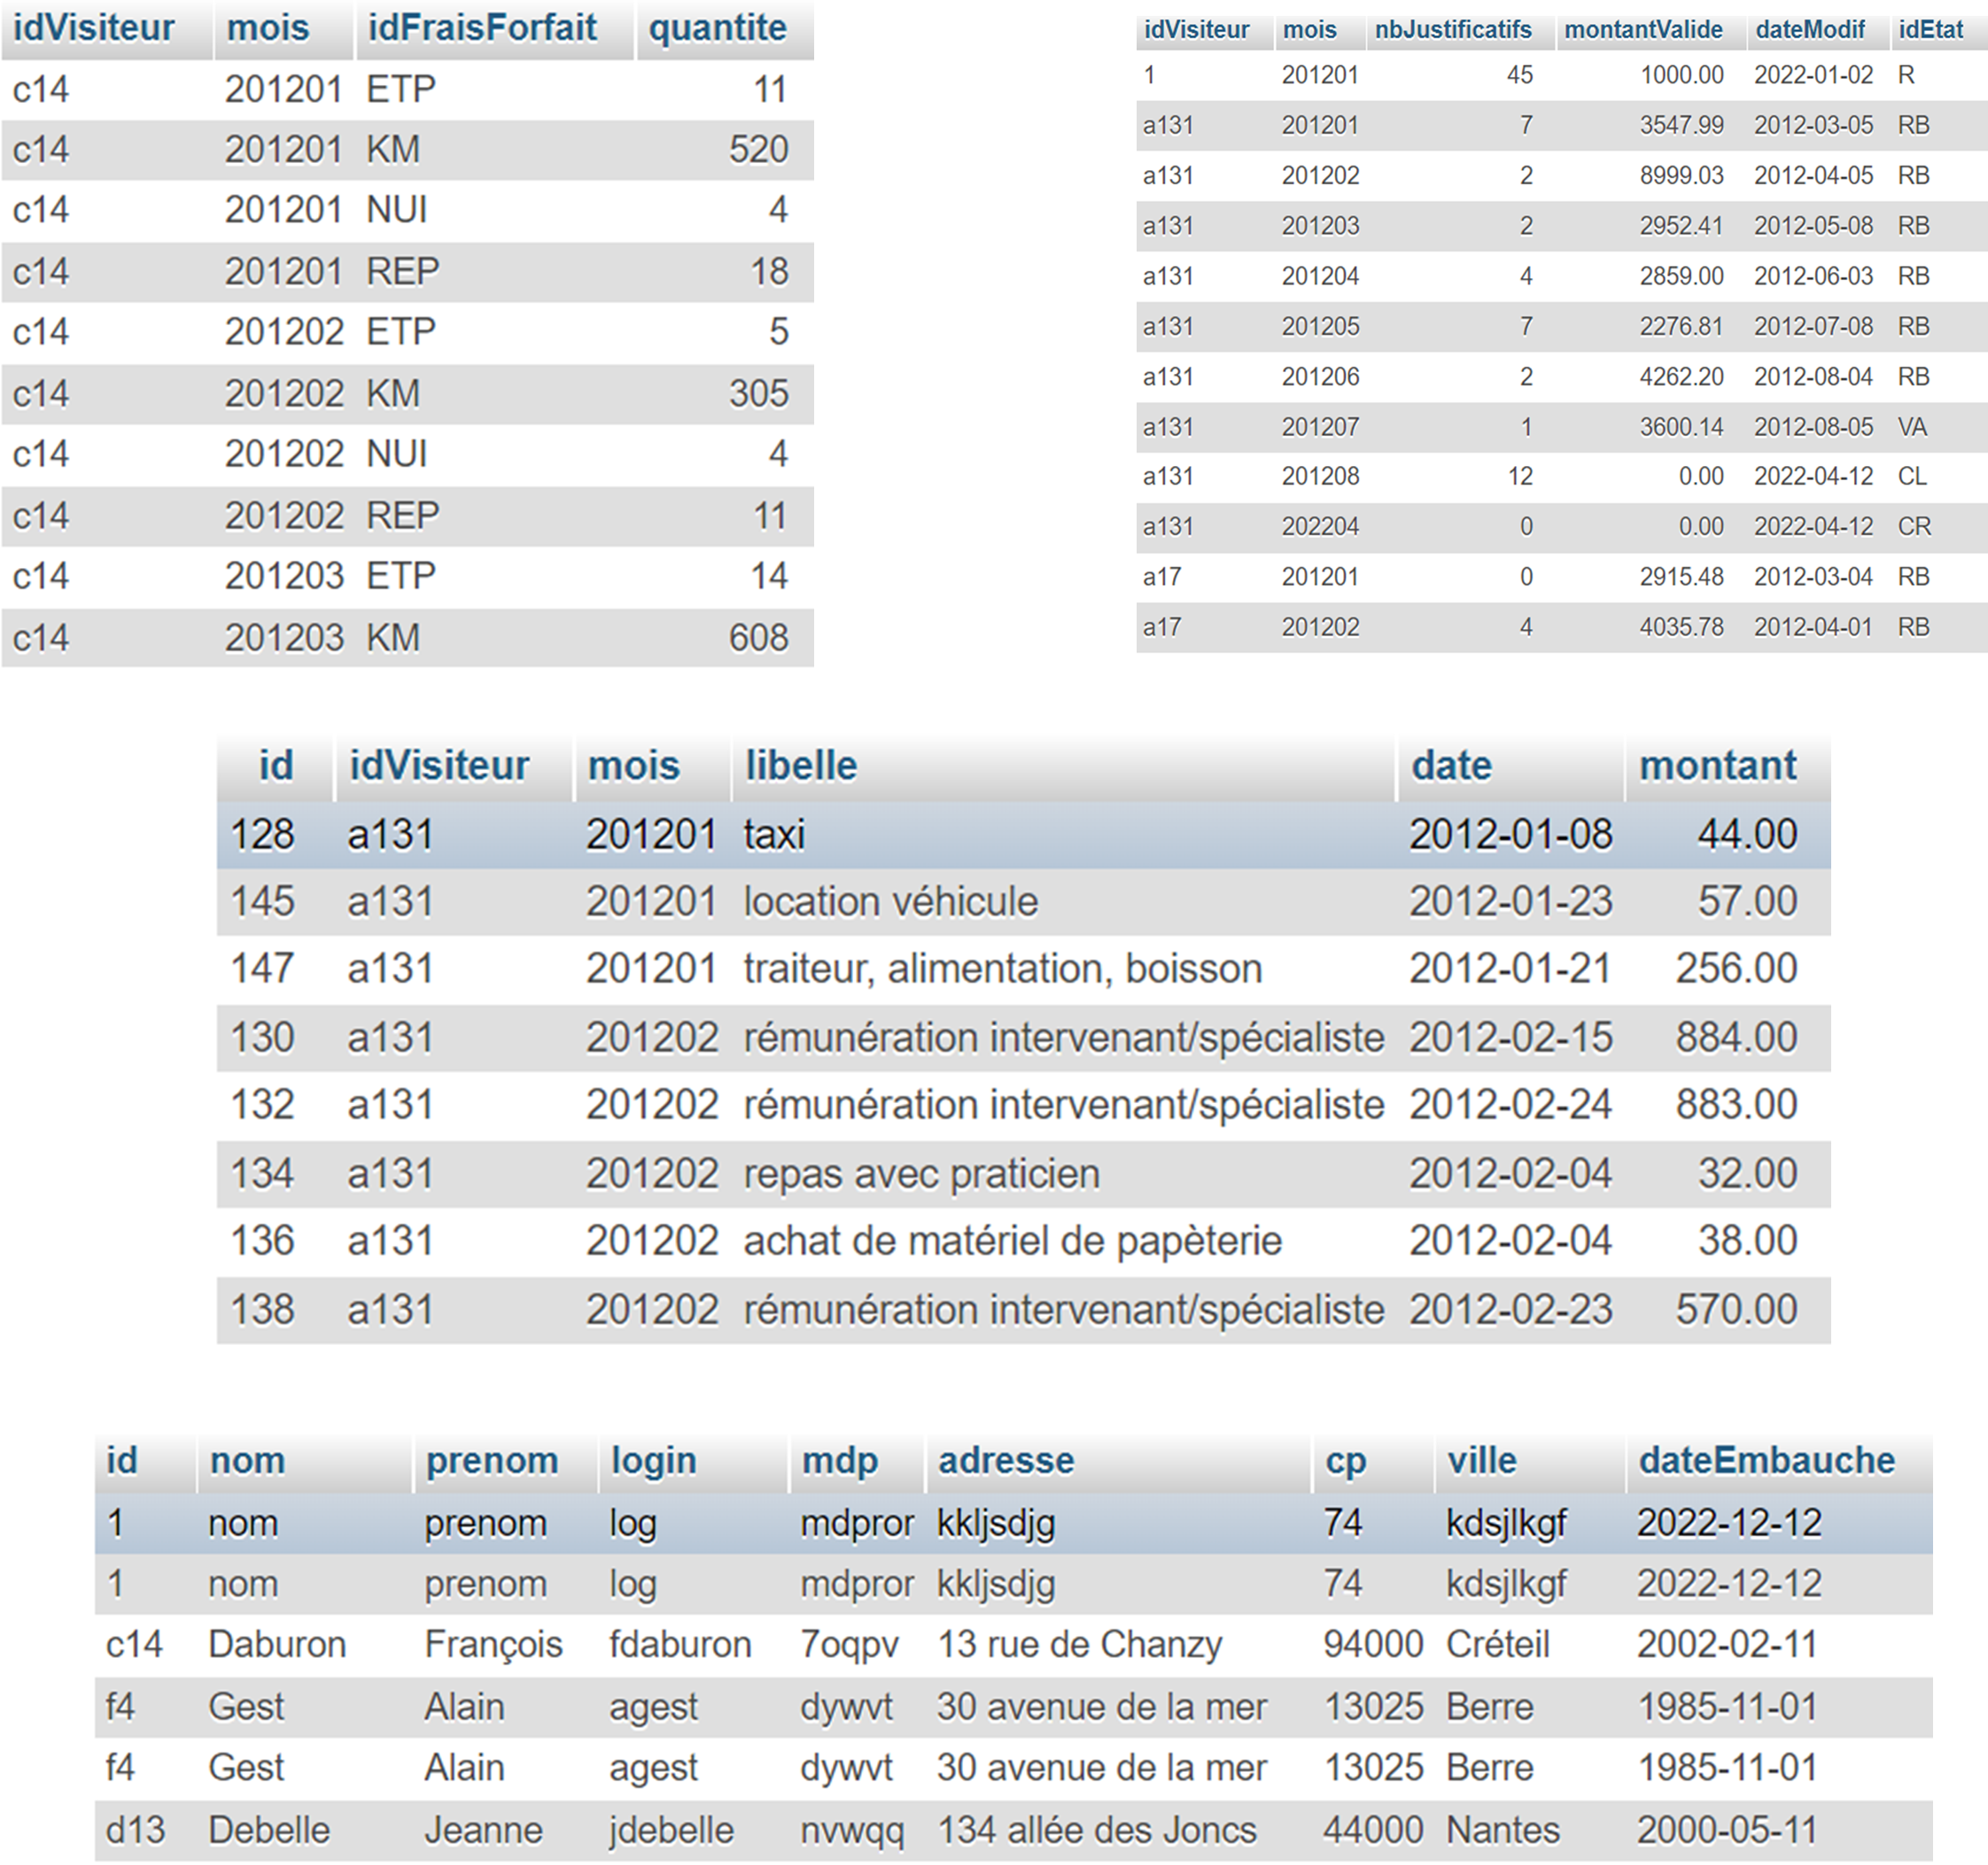 idVisiteur mois idFraisForfait quantite
c14 201201 ETP 11
c14 201201 KM 520
c14 201201 NUI 4
c14 201201 REP 18
c14 201202 ETP 5
c14 201202 KM 305
c14 201202 NUI 4
c14 201202 REP 11
c14 201203 ETP 14
c14 201203 KM 608
idVisiteur mois nbJustificatifs montantValide dateModif idEtat
1 201201 45 1000.00 2022-01-02 R
a131 201201 7 3547.99 2012-03-05 RB
a131 201202 2 8999.03 2012-04-05 RB
a131 201203 2 2952.41 2012-05-08 RB
a131 201204 4 2859.00 2012-06-03 RB
a131 201205 7 2276.81 2012-07-08 RB
a131 201206 2 4262.20 2012-08-04 RB
a131 201207 1 3600.14 2012-08-05 VA
a131 201208 12 0.00 2022-04-12 CL
a131 202204 0 0.00 2022-04-12 CR
a17 201201 0 2915.48 2012-03-04 RB
a17 201202 4 4035.78 2012-04-01 RB
id idVisiteur mois libelle date montant
128 a131 201201 taxi 2012-01-08 44.00
145 a131 201201 location véhicule 2012-01-23 57.00
147 a131 201201 traiteur, alimentation, boisson 2012-01-21 256.00
130 a131 201202 rémunération intervenant/spécialiste 2012-02-15 884.00
132 a131 201202 rémunération intervenant/spécialiste 2012-02-24 883.00
134 a131 201202 repas avec praticien 2012-02-04 32.00
136 a131 201202 achat de matériel de papèterie 2012-02-04 38.00
138 a131 201202 rémunération intervenant/spécialiste 2012-02-23 570.00
id nom prenom login mdp adresse cp ville dateEmbauche
1 nom prenom log mdpror kkljsdjg 74 kdsjlkgf 2022-12-12
1 nom prenom log mdpror kkljsdjg 74 kdsjlkgf 2022-12-12
c14 Daburon François fdaburon 7oqpv 13 rue de Chanzy 94000 Créteil 2002-02-11
f4 Gest Alain agest dywvt 30 avenue de la mer 13025 Berre 1985-11-01
f4 Gest Alain agest dywvt 30 avenue de la mer 13025 Berre 1985-11-01
d13 Debelle Jeanne jdebelle nvwqq 134 allée des Joncs 44000 Nantes 2000-05-11